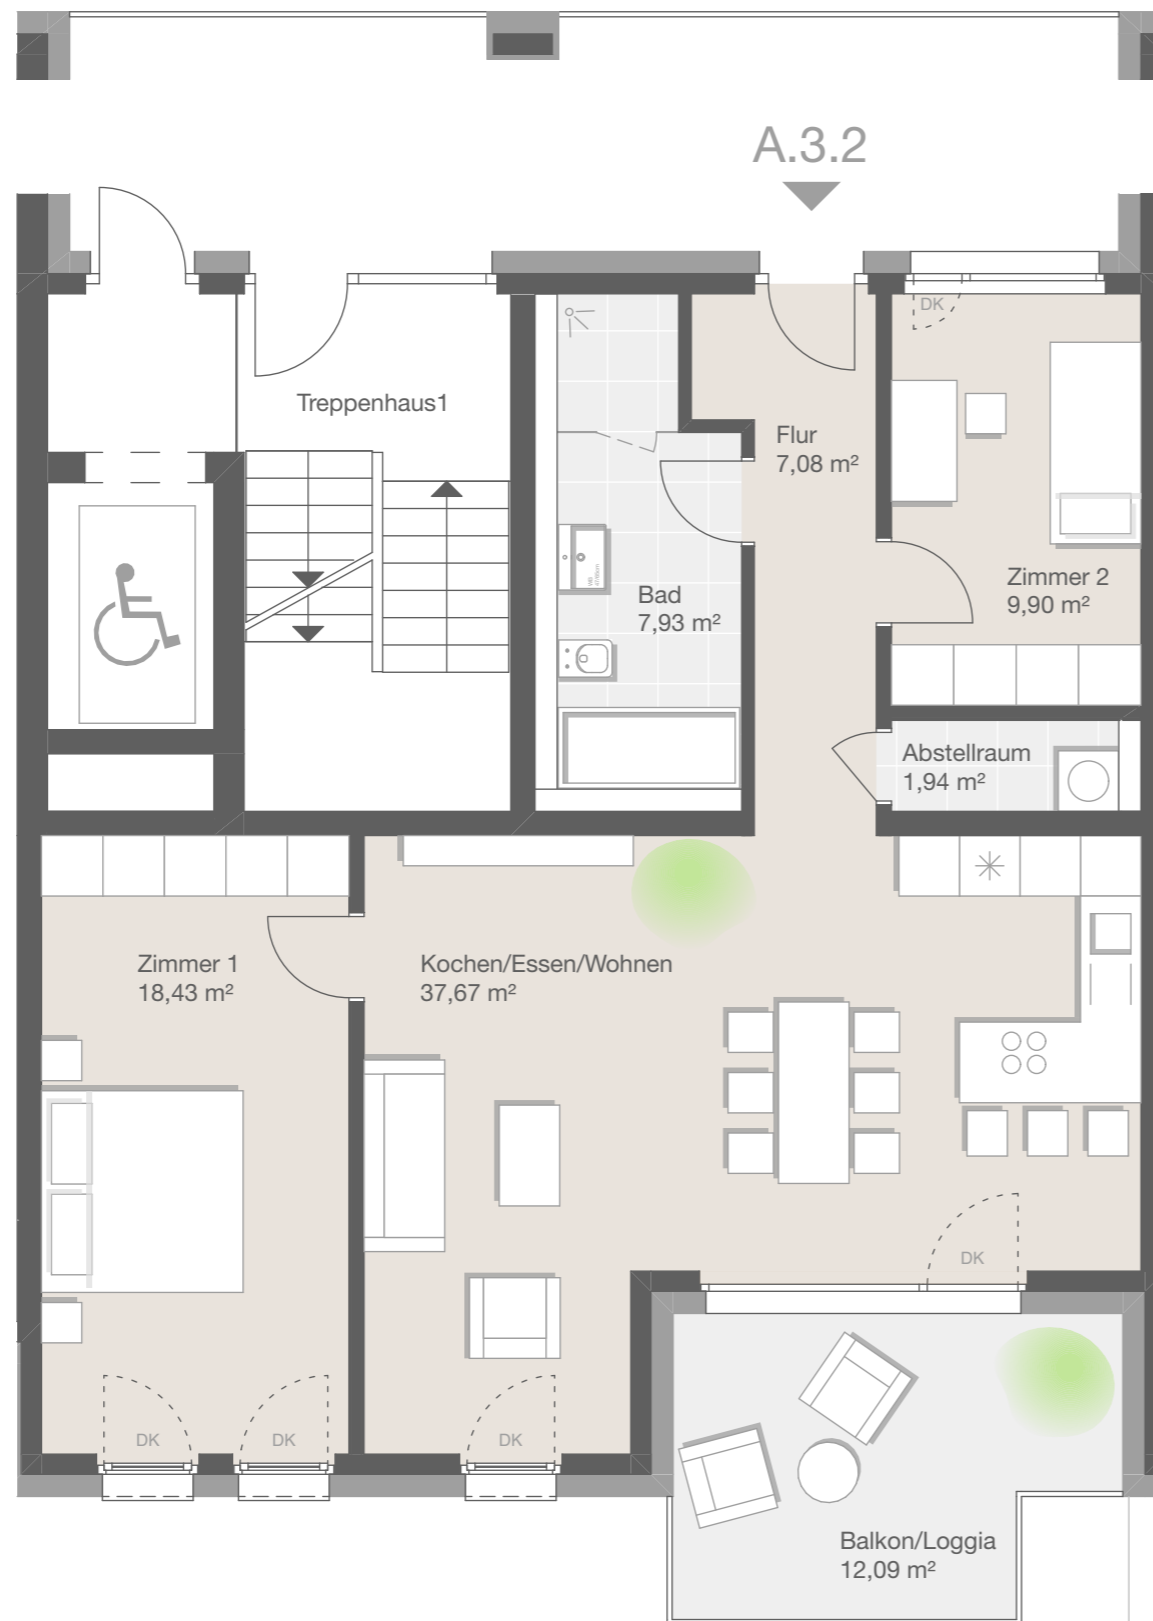 A.3.2
DK
Treppenhaus1
Flur
7,08 m²
Zimmer 2
9,90 m²
Bad
7,93 m²
Abstellraum
1,94 m²
Zimmer 1
18,43 m²
Kochen/Essen/Wohnen
37,67 m²
DK
DK
DK
DK
Balkon/Loggia
12,09 m²